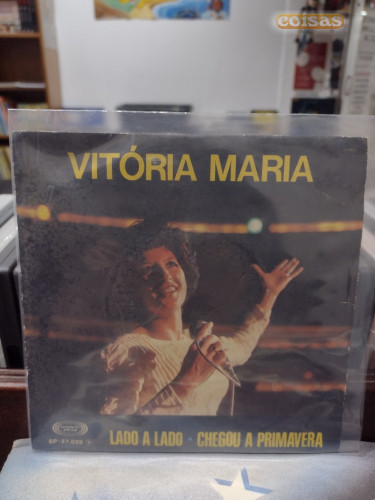 coisas
VITÓRIA MARIA
LADO A LADO · CHEGOU A PRIMAVERA